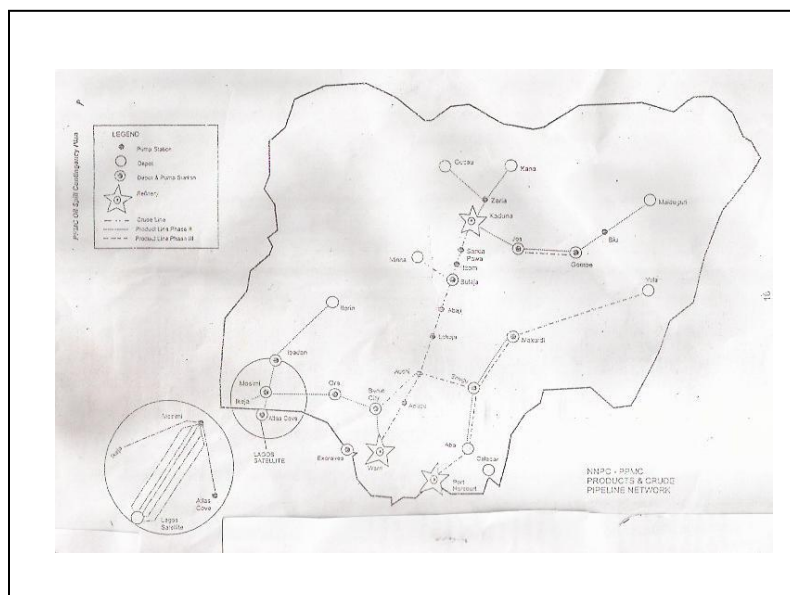 PPMC Oil Spill Contingency Plan
LEGEND
Pump Station
Depot
Depot & Pump Station
Refinery
Crude Line
Product Line Phase II
Product Line Phase III
Gusau
Kano
Zaria
Kaduna
Maiduguri
Biu
Jos
Gombe
Sarkin
Pawa
Izom
Minna
Suleja
Abaji
Yola
Ilorin
Lokoja
Makurdi
Ibadan
Auchi
Enugu
Mosimi
Ikeja
Ore
Benin
City
Atlas Cove
LAGOS
SATELLITE
Escravos
Warri
Aba
Calabar
Port
Harcourt
Mosimi
Ikeja
Atlas
Cove
Lagos
Satellite
NNPC - PPMC
PRODUCTS & CRUDE
PIPELINE NETWORK